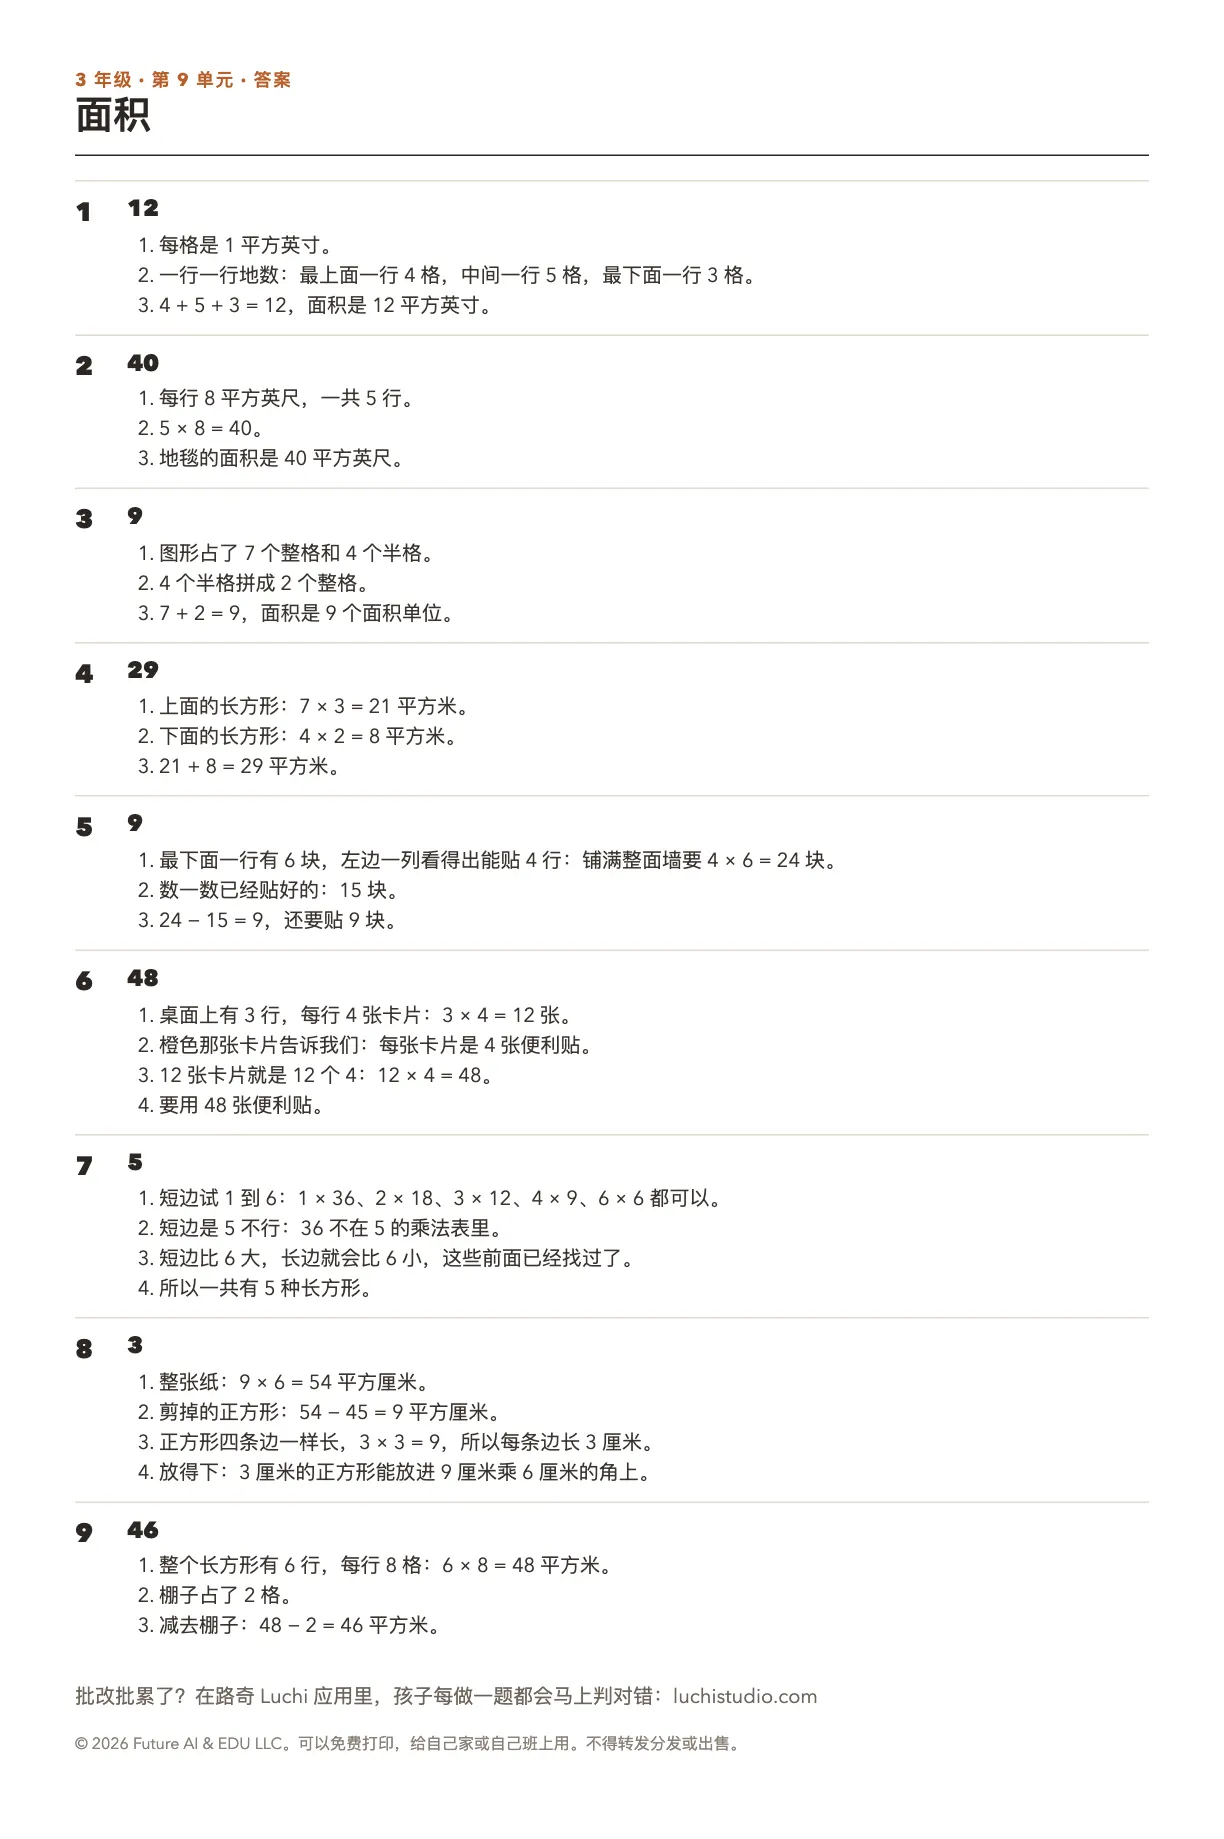 3 年级 · 第 9 单元 · 答案
面积
1
12
1. 每格是 1 平方英寸。
2. 一行一行地数：最上面一行 4 格，中间一行 5 格，最下面一行 3 格。
3. 4 + 5 + 3 = 12，面积是 12 平方英寸。
2
40
1. 每行 8 平方英尺，一共 5 行。
2. 5 × 8 = 40。
3. 地毯的面积是 40 平方英尺。
3
9
1. 图形占了 7 个整格和 4 个半格。
2. 4 个半格拼成 2 个整格。
3. 7 + 2 = 9，面积是 9 个面积单位。
4
29
1. 上面的长方形：7 × 3 = 21 平方米。
2. 下面的长方形：4 × 2 = 8 平方米。
3. 21 + 8 = 29 平方米。
5
9
1. 最下面一行有 6 块，左边一列看得出能贴 4 行：铺满整面墙要 4 × 6 = 24 块。
2. 数一数已经贴好的：15 块。
3. 24 − 15 = 9，还要贴 9 块。
6
48
1. 桌面上有 3 行，每行 4 张卡片：3 × 4 = 12 张。
2. 橙色那张卡片告诉我们：每张卡片是 4 张便利贴。
3. 12 张卡片就是 12 个 4：12 × 4 = 48。
4. 要用 48 张便利贴。
7
5
1. 短边试 1 到 6：1 × 36、2 × 18、3 × 12、4 × 9、6 × 6 都可以。
2. 短边是 5 不行：36 不在 5 的乘法表里。
3. 短边比 6 大，长边就会比 6 小，这些前面已经找过了。
4. 所以一共有 5 种长方形。
8
3
1. 整张纸：9 × 6 = 54 平方厘米。
2. 剪掉的正方形：54 − 45 = 9 平方厘米。
3. 正方形四条边一样长，3 × 3 = 9，所以每条边长 3 厘米。
4. 放得下：3 厘米的正方形能放进 9 厘米乘 6 厘米的角上。
9
46
1. 整个长方形有 6 行，每行 8 格：6 × 8 = 48 平方米。
2. 棚子占了 2 格。
3. 减去棚子：48 − 2 = 46 平方米。
批改批累了？在路奇 Luchi 应用里，孩子每做一题都会马上判对错：luchistudio.com
© 2026 Future AI & EDU LLC。可以免费打印，给自己家或自己班上用。不得转发分发或出售。